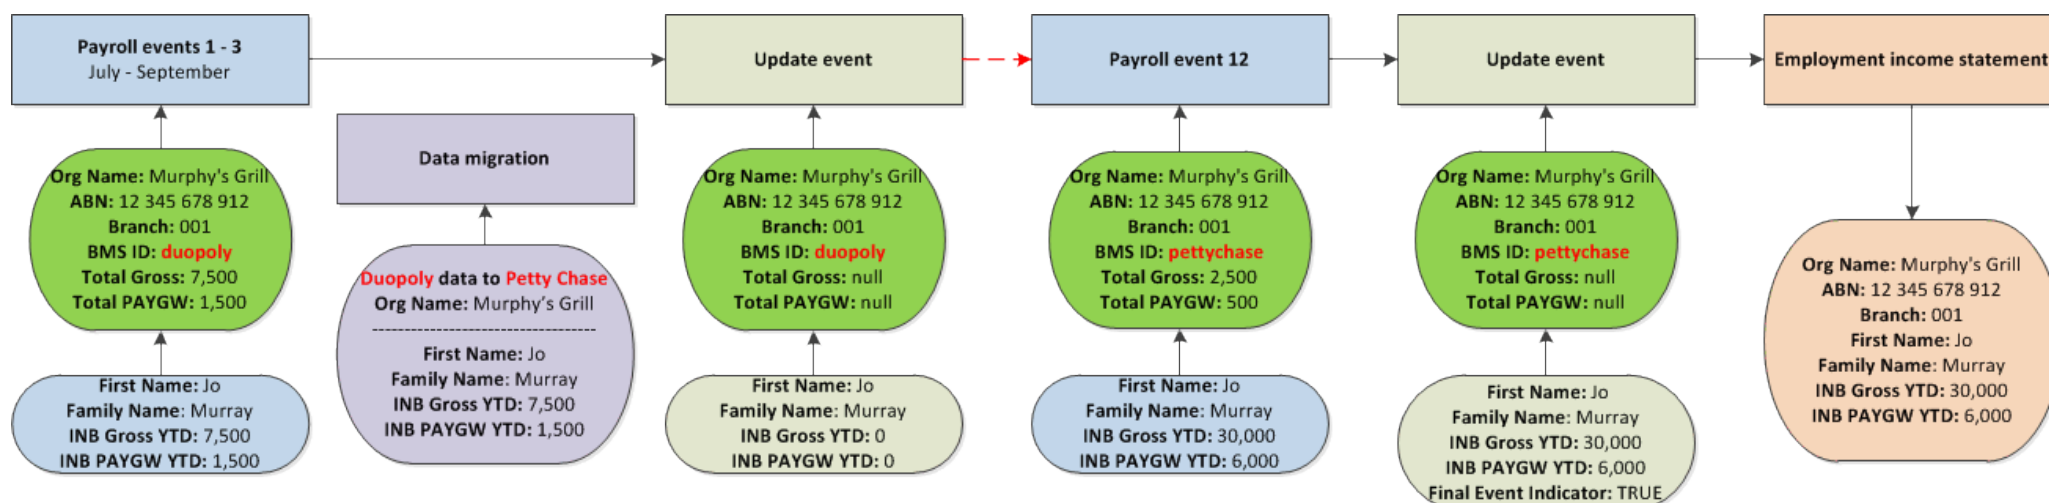 Payroll events 1 - 3
July - September
Update event
Payroll event 12
Update event
Employment income statement
Data migration
Org Name: Murphy's Grill
ABN: 12 345 678 912
Branch: 001
BMS ID: duopoly
Total Gross: 7,500
Total PAYGW: 1,500
First Name: Jo
Family Name: Murray
INB Gross YTD: 7,500
INB PAYGW YTD: 1,500
Duopoly data to Petty Chase
Org Name: Murphy's Grill
-----------------------------------
First Name: Jo
Family Name: Murray
INB Gross YTD: 7,500
INB PAYGW YTD: 1,500
Org Name: Murphy's Grill
ABN: 12 345 678 912
Branch: 001
BMS ID: duopoly
Total Gross: null
Total PAYGW: null
First Name: Jo
Family Name: Murray
INB Gross YTD: 0
INB PAYGW YTD: 0
Org Name: Murphy's Grill
ABN: 12 345 678 912
Branch: 001
BMS ID: pettychase
Total Gross: 2,500
Total PAYGW: 500
First Name: Jo
Family Name: Murray
INB Gross YTD: 30,000
INB PAYGW YTD: 6,000
Org Name: Murphy's Grill
ABN: 12 345 678 912
Branch: 001
BMS ID: pettychase
Total Gross: null
Total PAYGW: null
First Name: Jo
Family Name: Murray
INB Gross YTD: 30,000
INB PAYGW YTD: 6,000
Final Event Indicator: TRUE
Org Name: Murphy's Grill
ABN: 12 345 678 912
Branch: 001
First Name: Jo
Family Name: Murray
INB Gross YTD: 30,000
INB PAYGW YTD: 6,000